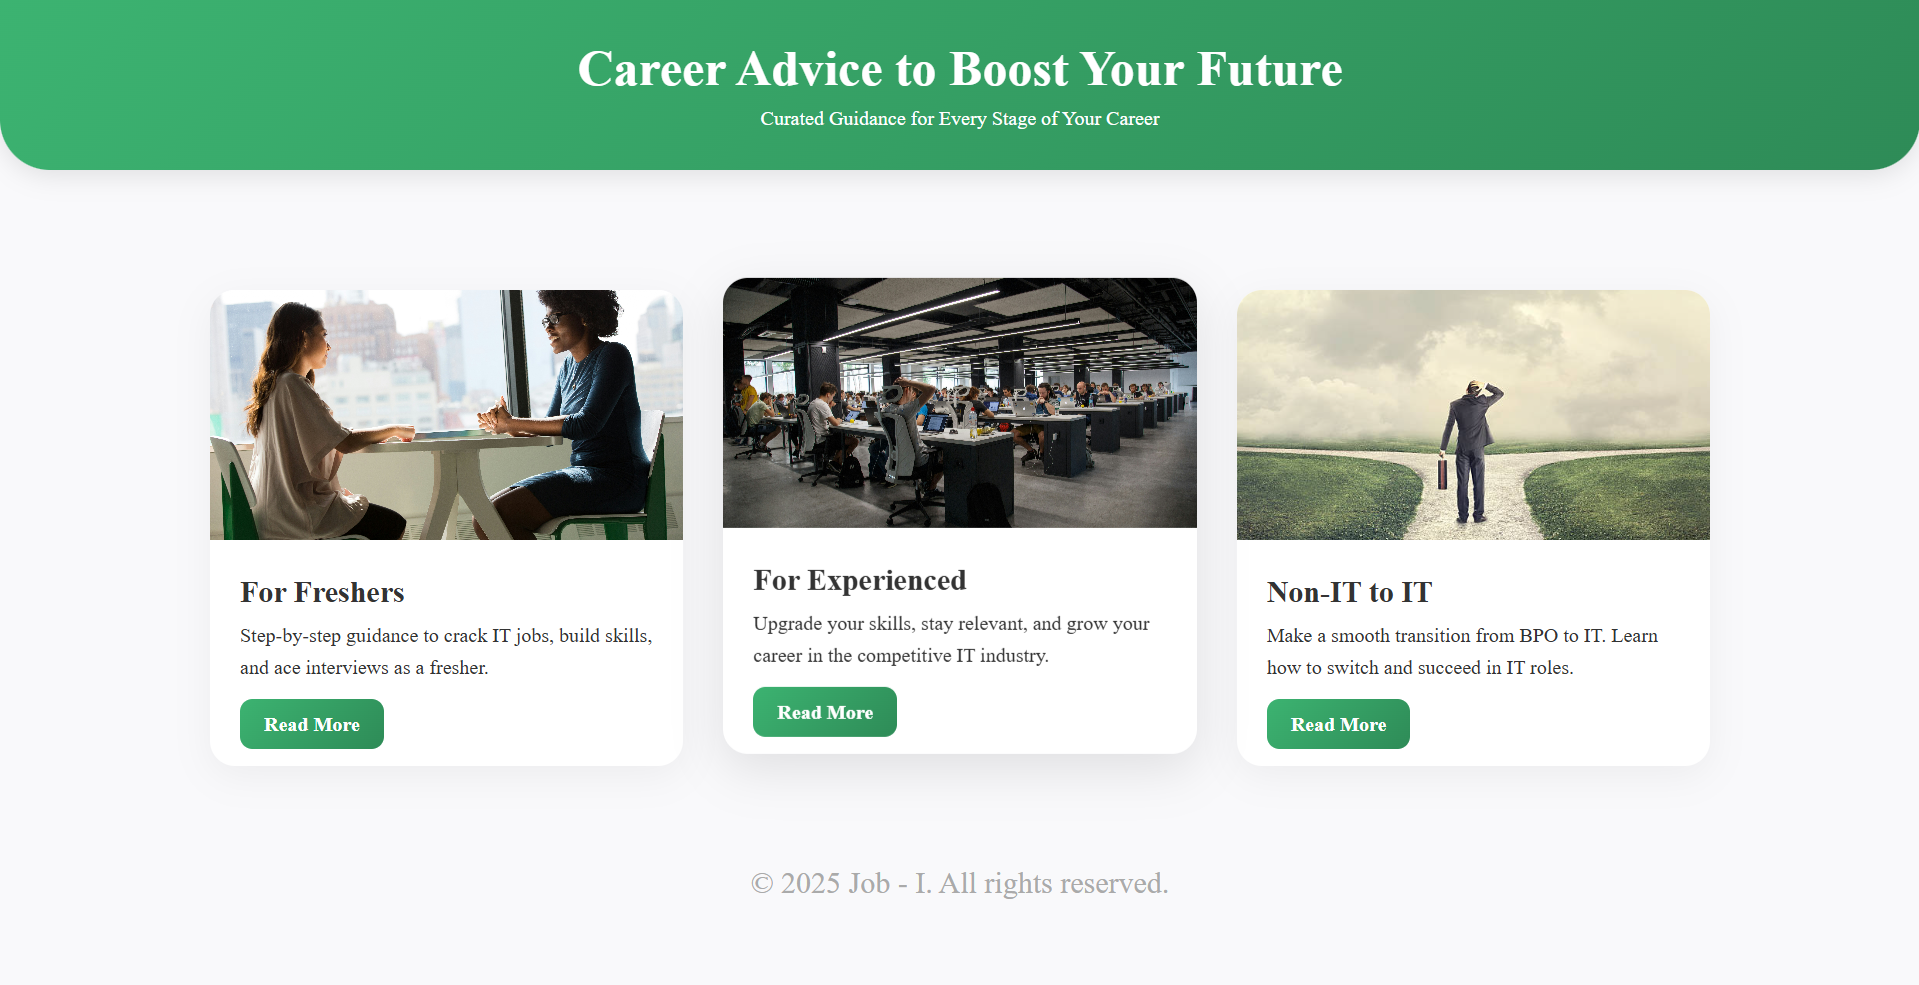 Career Advice to Boost Your Future
Curated Guidance for Every Stage of Your Career
For Freshers
Step-by-step guidance to crack IT jobs, build skills,
and ace interviews as a fresher.
Read More
For Experienced
Upgrade your skills, stay relevant, and grow your
career in the competitive IT industry.
Read More
Non-IT to IT
Make a smooth transition from BPO to IT. Learn
how to switch and succeed in IT roles.
Read More
© 2025 Job - I. All rights reserved.